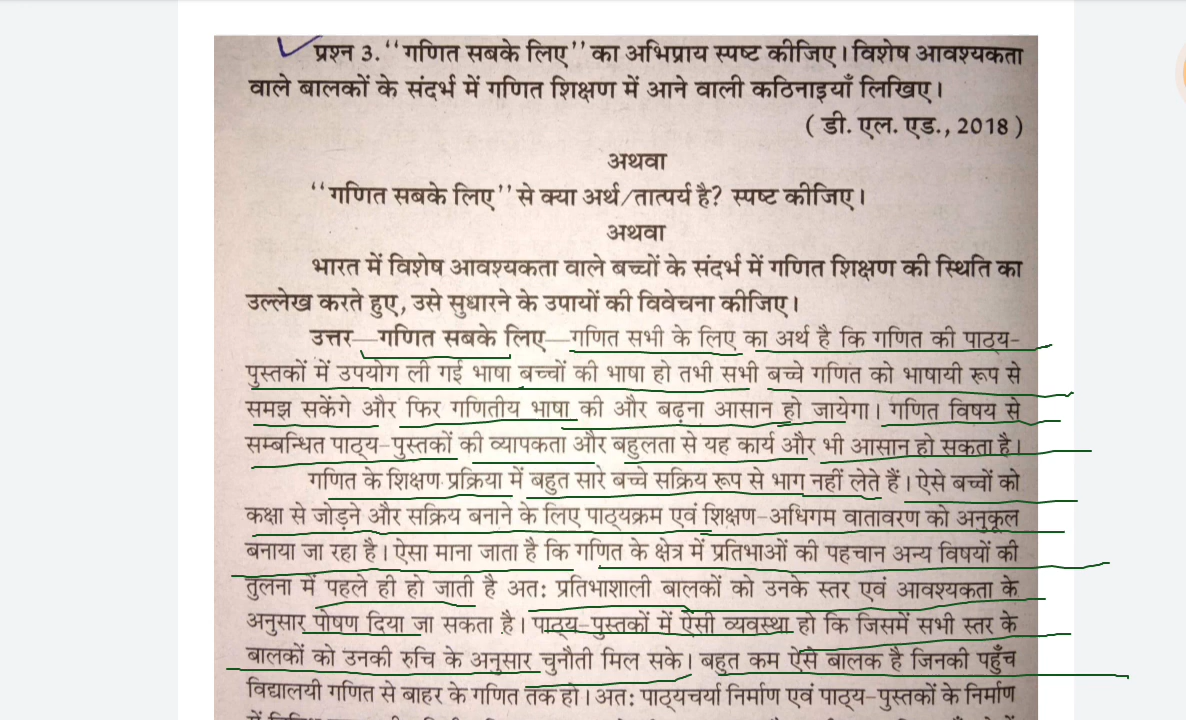 प्रश्न 3. ‘‘गणित सबके लिए’’ का अभिप्राय स्पष्ट कीजिए। विशेष आवश्यकता
वाले बालकों के संदर्भ में गणित शिक्षण में आने वाली कठिनाइयाँ लिखिए।
( डी. एल. एड., 2018 )
अथवा
‘‘गणित सबके लिए’’ से क्या अर्थ/तात्पर्य है? स्पष्ट कीजिए।
अथवा
भारत में विशेष आवश्यकता वाले बच्चों के संदर्भ में गणित शिक्षण की स्थिति का
उल्लेख करते हुए, उसे सुधारने के उपायों की विवेचना कीजिए।
उत्तर—गणित सबके लिए—गणित सभी के लिए का अर्थ है कि गणित की पाठ्य-
पुस्तकों में उपयोग ली गई भाषा बच्चों की भाषा हो तभी सभी बच्चे गणित को भाषायी रूप से
समझ सकेंगे और फिर गणितीय भाषा की और बढ़ना आसान हो जायेगा। गणित विषय से
सम्बन्धित पाठ्य-पुस्तकों की व्यापकता और बहुलता से यह कार्य और भी आसान हो सकता है।
गणित के शिक्षण प्रक्रिया में बहुत सारे बच्चे सक्रिय रूप से भाग नहीं लेते हैं। ऐसे बच्चों को
कक्षा से जोड़ने और सक्रिय बनाने के लिए पाठ्यक्रम एवं शिक्षण-अधिगम वातावरण को अनुकूल
बनाया जा रहा है। ऐसा माना जाता है कि गणित के क्षेत्र में प्रतिभाओं की पहचान अन्य विषयों की
तुलना में पहले ही हो जाती है अतः प्रतिभाशाली बालकों को उनके स्तर एवं आवश्यकता के
अनुसार पोषण दिया जा सकता है। पाठ्य-पुस्तकों में ऐसी व्यवस्था हो कि जिसमें सभी स्तर के
बालकों को उनकी रुचि के अनुसार चुनौती मिल सके। बहुत कम ऐसे बालक है जिनकी पहुँच
विद्यालयी गणित से बाहर के गणित तक हो। अतः पाठ्यचर्या निर्माण एवं पाठ्य-पुस्तकों के निर्माण